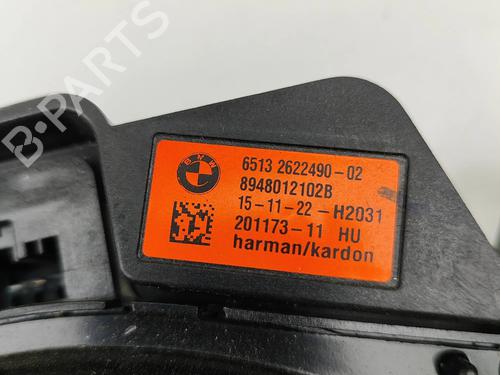 B-PARTS
BMW
6513 2622490-02
8948012102B
15-11-22-H2031
201173-11 HU
harman/kardon